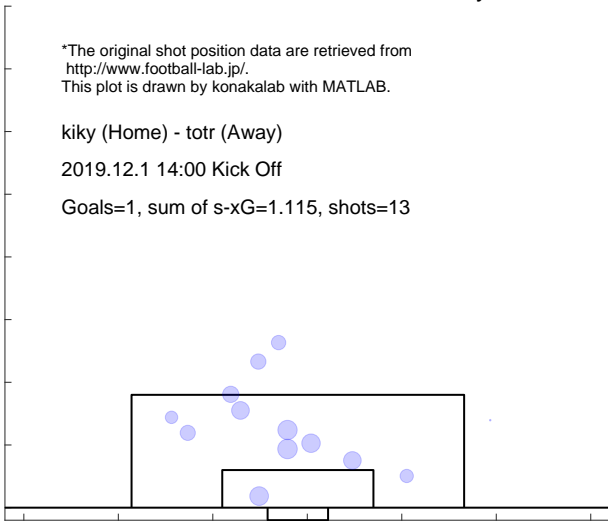 *The original shot position data are retrieved from
http://www.football-lab.jp/.
This plot is drawn by konakalab with MATLAB.
kiky (Home) - totr (Away)
2019.12.1 14:00 Kick Off
Goals=1, sum of s-xG=1.115, shots=13